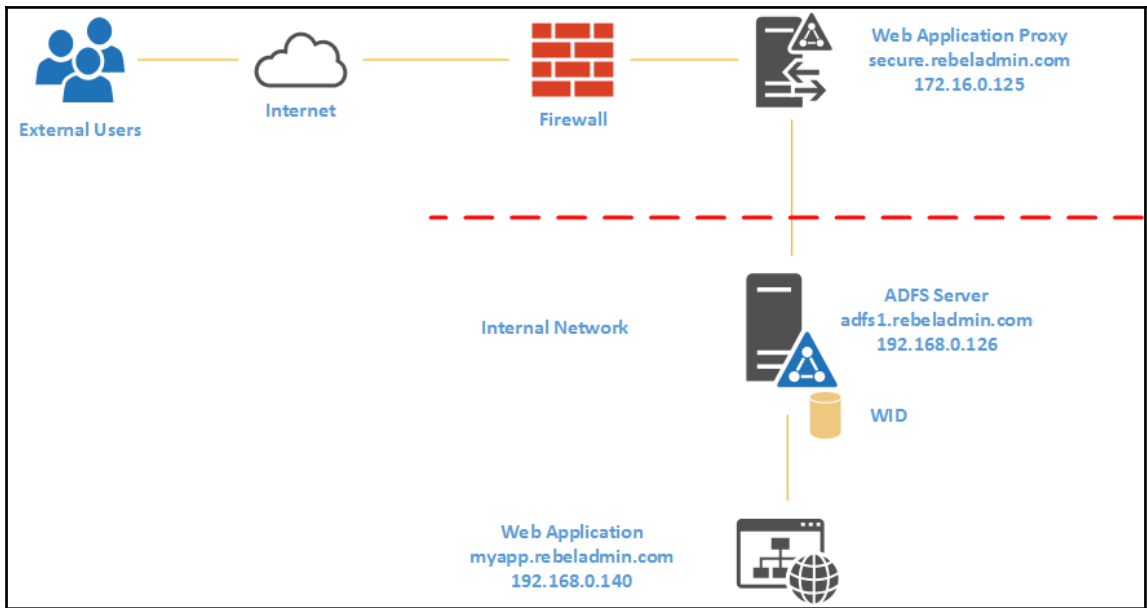 External Users
Internet
Firewall
Web Application Proxy
secure.rebeladmin.com
172.16.0.125
Internal Network
ADFS Server
adfs1.rebeladmin.com
192.168.0.126
WID
Web Application
myapp.rebeladmin.com
192.168.0.140